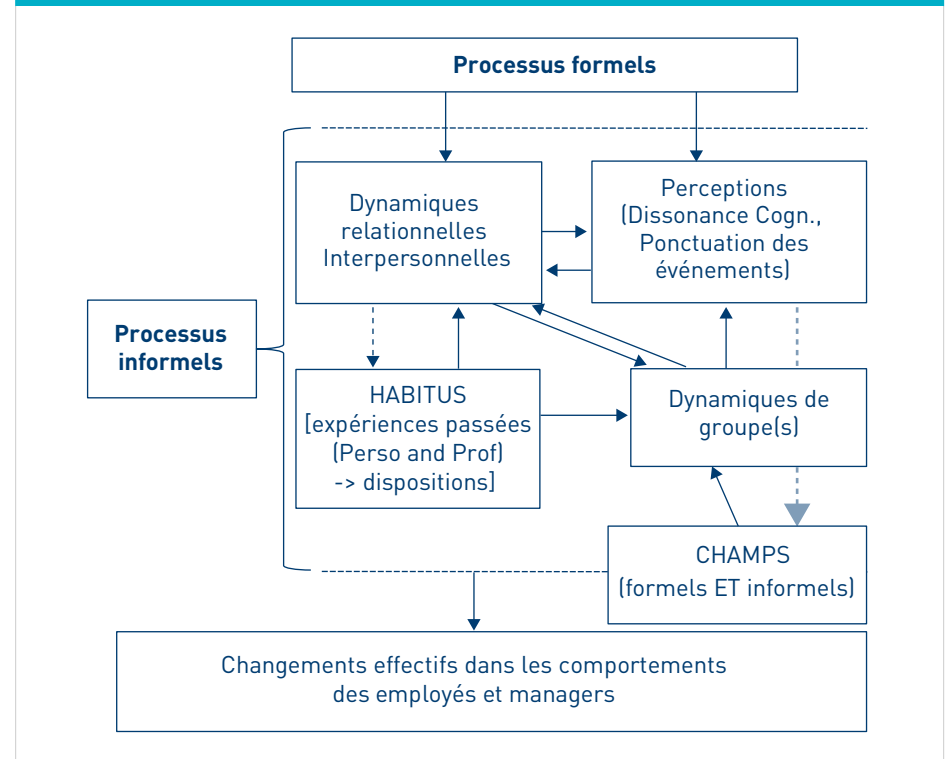 Processus formels
Dynamiques
relationnelles
Interpersonnelles
Perceptions
(Dissonance Cogn.,
Ponctuation des
événements)
Processus
informels
HABITUS
[expériences passées
(Perso and Prof)
-> dispositions]
Dynamiques de
groupe(s)
CHAMPS
(formels ET informels)
Changements effectifs dans les comportements
des employés et managers